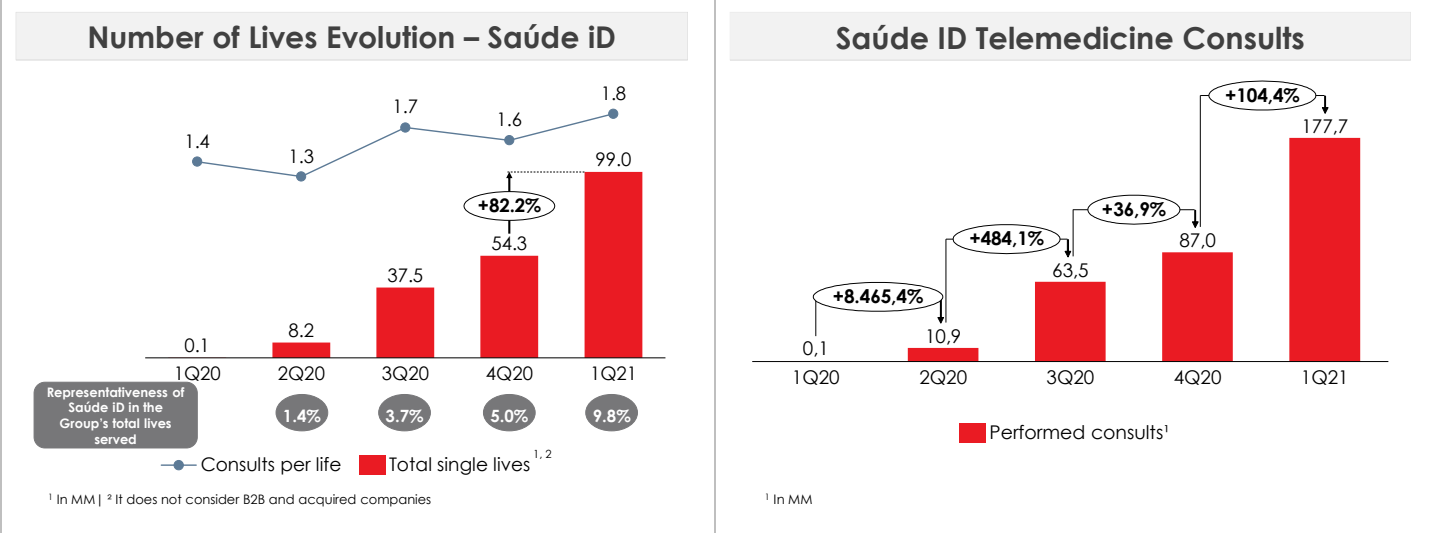 Number of Lives Evolution – Saúde iD
1.4
1.3
1.7
1.6
1.8
99.0
+82.2%
54.3
37.5
8.2
0.1
1Q20
2Q20
3Q20
4Q20
1Q21
Representativeness of
Saúde iD in the
Group's total lives
served
1.4%
3.7%
5.0%
9.8%
Consults per life
Total single lives 1, 2
1 In MM| ² It does not consider B2B and acquired companies
Saúde ID Telemedicine Consults
+104,4%
177,7
+36,9%
+484,1%
87,0
63,5
+8.465,4%
10,9
0,1
1Q20
2Q20
3Q20
4Q20
1Q21
Performed consults¹
1 In MM